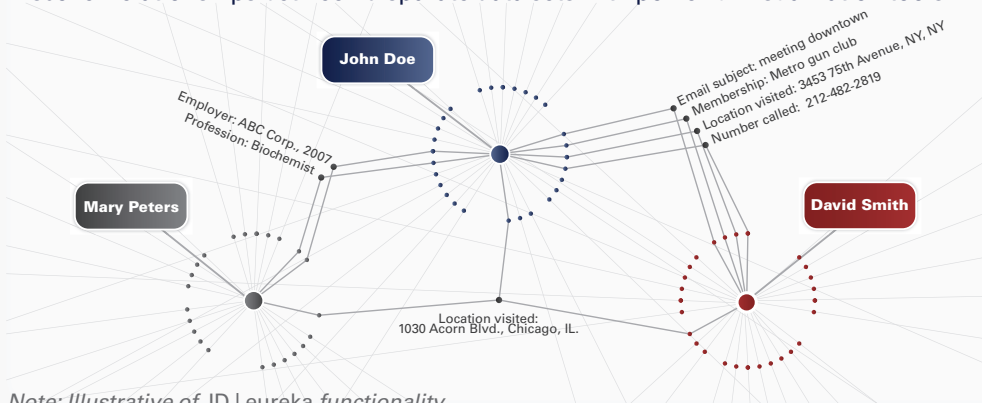 John Doe
Email subject: meeting downtown
Membership: Metro gun club
Location visited: 3453 75th Avenue, NY, NY
Number called: 212-482-2819
Employer: ABC Corp., 2007
Profession: Biochemist
Mary Peters
David Smith
Location visited:
1030 Acorn Blvd., Chicago, IL.
Note: Illustrative of ID | eureka functionality